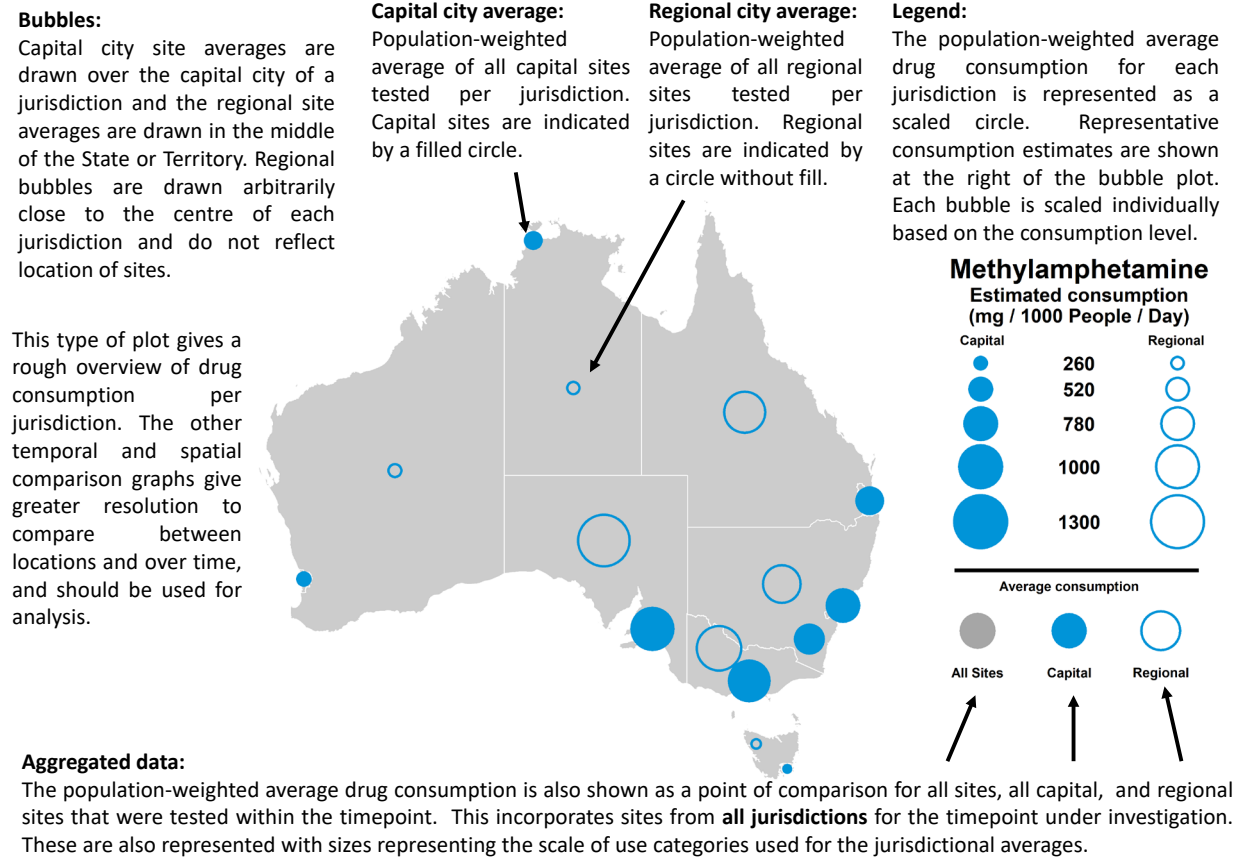 Bubbles:
Capital city site averages are
drawn over the capital city of a
jurisdiction and the regional site
averages are drawn in the middle
of the State or Territory. Regional
bubbles are drawn arbitrarily
close to the centre of each
jurisdiction and do not reflect
location of sites.
This type of plot gives a
rough overview of drug
consumption per
jurisdiction. The other
temporal and spatial
comparison graphs give
greater resolution to
compare between
locations and over time,
and should be used for
analysis.
Capital city average:
Population-weighted
average of all capital sites
tested per jurisdiction.
Capital sites are indicated
by a filled circle.
Regional city average:
Population-weighted
average of all regional
sites tested per
jurisdiction. Regional
sites are indicated by
a circle without fill.
Legend:
The population-weighted average
drug consumption for each
jurisdiction is represented as a
scaled circle. Representative
consumption estimates are shown
at the right of the bubble plot.
Each bubble is scaled individually
based on the consumption level.
Methylamphetamine
Estimated consumption
(mg / 1000 People / Day)
Capital Regional
260
520
780
1000
1300
Average consumption
All Sites Capital Regional
Aggregated data:
The population-weighted average drug consumption is also shown as a point of comparison for all sites, all capital, and regional
sites that were tested within the timepoint. This incorporates sites from all jurisdictions for the timepoint under investigation.
These are also represented with sizes representing the scale of use categories used for the jurisdictional averages.